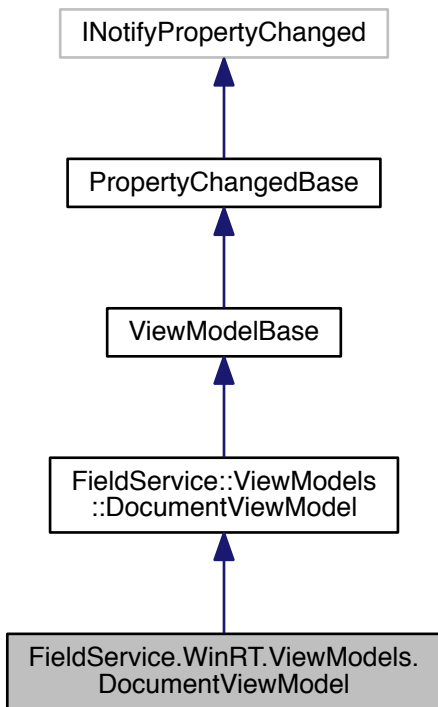 INotifyPropertyChanged
PropertyChangedBase
ViewModelBase
FieldService::ViewModels
::DocumentViewModel
FieldService.WinRT.ViewModels.
DocumentViewModel